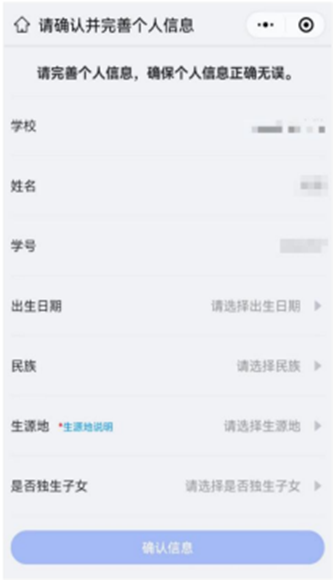 请确认并完善个人信息
请完善个人信息，确保个人信息正确无误。
学校
姓名
学号
出生日期 请选择出生日期
民族 请选择民族
生源地 *生源地说明 请选择生源地
是否独生子女 请选择是否独生子女
确认信息